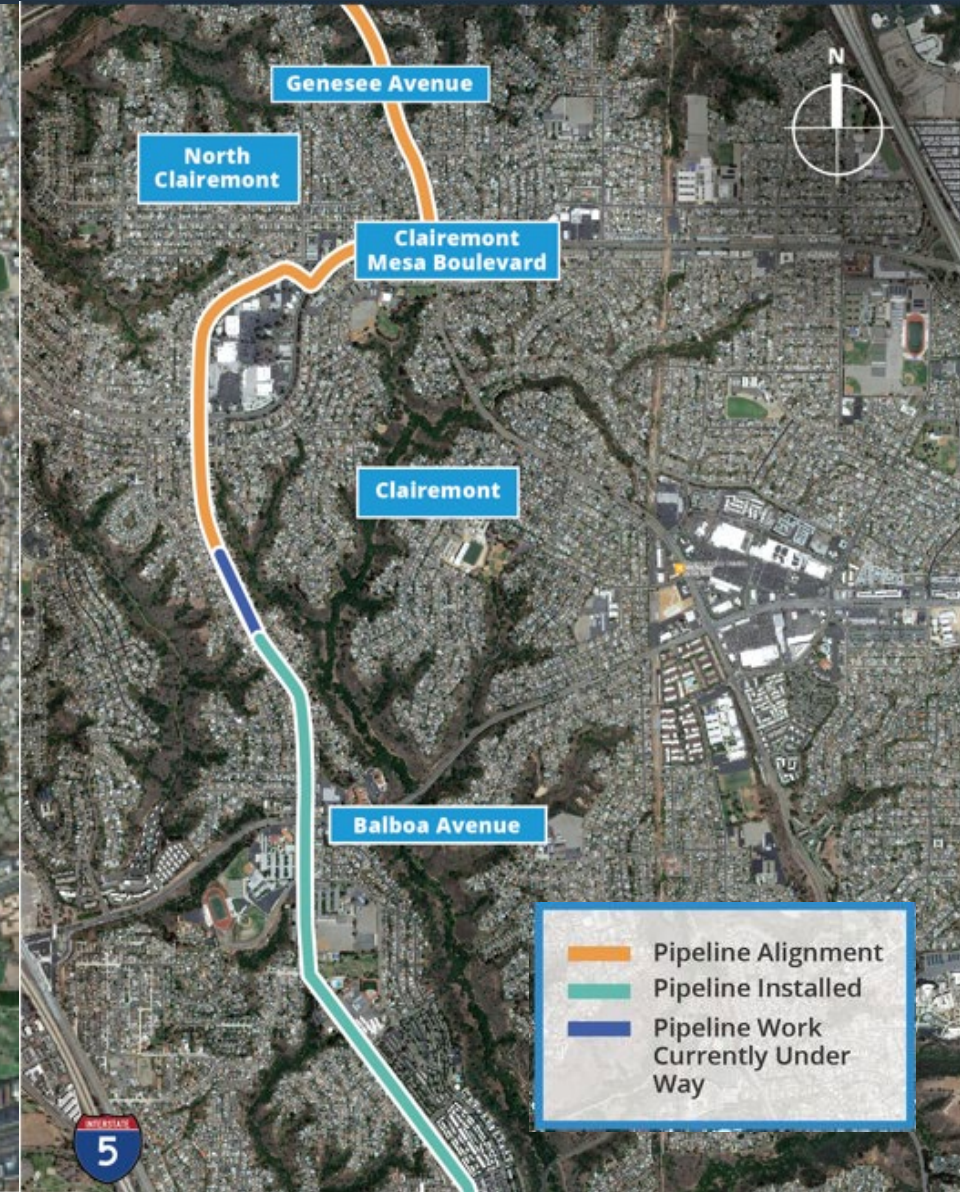 N
Genesee Avenue
North
Clairemont
Clairemont
Mesa Boulevard
Clairemont
Balboa Avenue
Pipeline Alignment
Pipeline Installed
Pipeline Work
Currently Under
Way
INTERSTATE
5